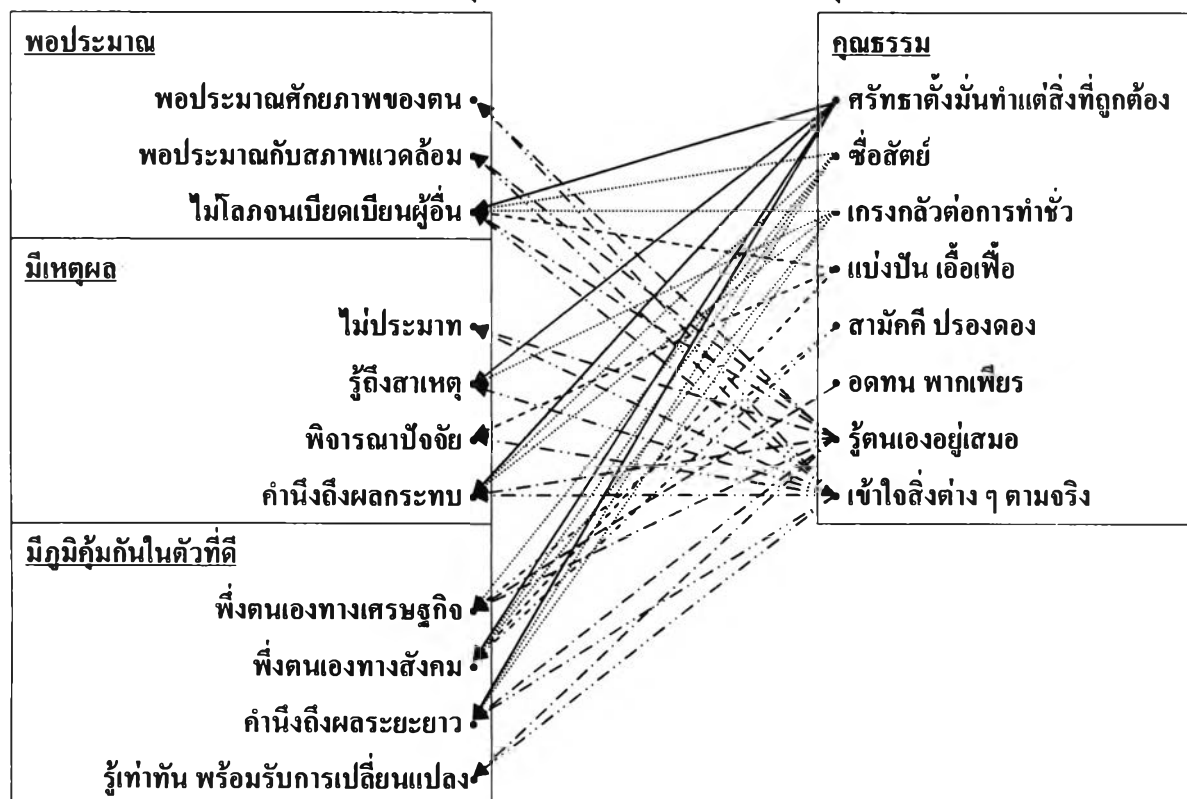 พอประมาณ
พอประมาณศักยภาพของตน
พอประมาณกับสภาพแวดล้อม
ไม่โลภจนเบียดเบียนผู้อื่น
มีเหตุผล
ไม่ประมาท
รู้ถึงสาเหตุ
พิจารณาปัจจัย
คำนึงถึงผลกระทบ
มีภูมิคุ้มกันในตัวที่ดี
พึ่งตนเองทางเศรษฐกิจ
พึ่งตนเองทางสังคม
คำนึงถึงผลระยะยาว
รู้เท่าทัน พร้อมรับการเปลี่ยนแปลง
คุณธรรม
ศรัทธาตั้งมั่นทำแต่สิ่งที่ถูกต้อง
ซื่อสัตย์
เกรงกลัวต่อการทำชั่ว
แบ่งปัน เอื้อเฟื้อ
สามัคคี ปรองดอง
อดทน พากเพียร
รู้ตนเองอยู่เสมอ
เข้าใจสิ่งต่าง ๆ ตามจริง